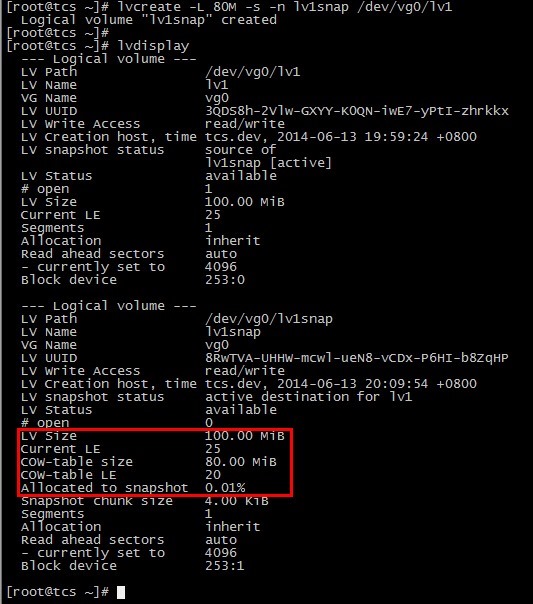 [root@tcs ~]# lvcreate -L 80M -s -n lv1snap /dev/vg0/lv1
Logical volume "lv1snap" created
[root@tcs ~]#
[root@tcs ~]# lvdisplay
--- Logical volume ---
LV Path /dev/vg0/lv1
LV Name lv1
VG Name vg0
LV UUID 3QDS8h-2Vlw-GXYY-K0QN-iwE7-yPtI-zhrkkx
LV Write Access read/write
LV Creation host, time tcs.dev, 2014-06-13 19:59:24 +0800
LV snapshot status source of
lv1snap [active]
LV Status available
# open 1
LV Size 100.00 MiB
Current LE 25
Segments 1
Allocation inherit
Read ahead sectors auto
- currently set to 4096
Block device 253:0
--- Logical volume ---
LV Path /dev/vg0/lv1snap
LV Name lv1snap
VG Name vg0
LV UUID 8RwTVA-UHHW-mcwl-ueN8-vCDx-P6HI-b8ZqHP
LV Write Access read/write
LV Creation host, time tcs.dev, 2014-06-13 20:09:54 +0800
LV snapshot status active destination for lv1
LV Status available
# open 0
LV Size 100.00 MiB
Current LE 25
COW-table size 80.00 MiB
COW-table LE 20
Allocated to snapshot 0.01%
Snapshot chunk size 4.00 KiB
Segments 1
Allocation inherit
Read ahead sectors auto
- currently set to 4096
Block device 253:1
[root@tcs ~]#